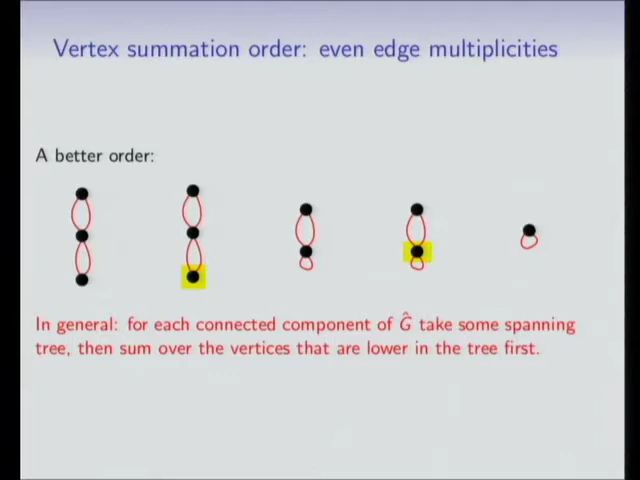 Vertex summation order: even edge multiplicities
A better order:
In general: for each connected component of Ĝ take some spanning
tree, then sum over the vertices that are lower in the tree first.